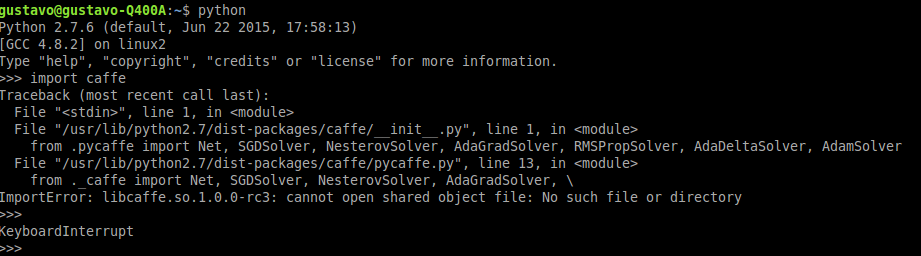 gustavo@gustavo-Q400A:~$ python
Python 2.7.6 (default, Jun 22 2015, 17:58:13)
[GCC 4.8.2] on linux2
Type "help", "copyright", "credits" or "license" for more information.
>>> import caffe
Traceback (most recent call last):
  File "<stdin>", line 1, in <module>
  File "/usr/lib/python2.7/dist-packages/caffe/__init__.py", line 1, in <module>
    from .pycaffe import Net, SGDSolver, NesterovSolver, AdaGradSolver, RMSPropSolver, AdaDeltaSolver, AdamSolver
  File "/usr/lib/python2.7/dist-packages/caffe/pycaffe.py", line 13, in <module>
    from ._caffe import Net, SGDSolver, NesterovSolver, AdaGradSolver, \
ImportError: libcaffe.so.1.0.0-rc3: cannot open shared object file: No such file or directory
>>>
KeyboardInterrupt
>>>